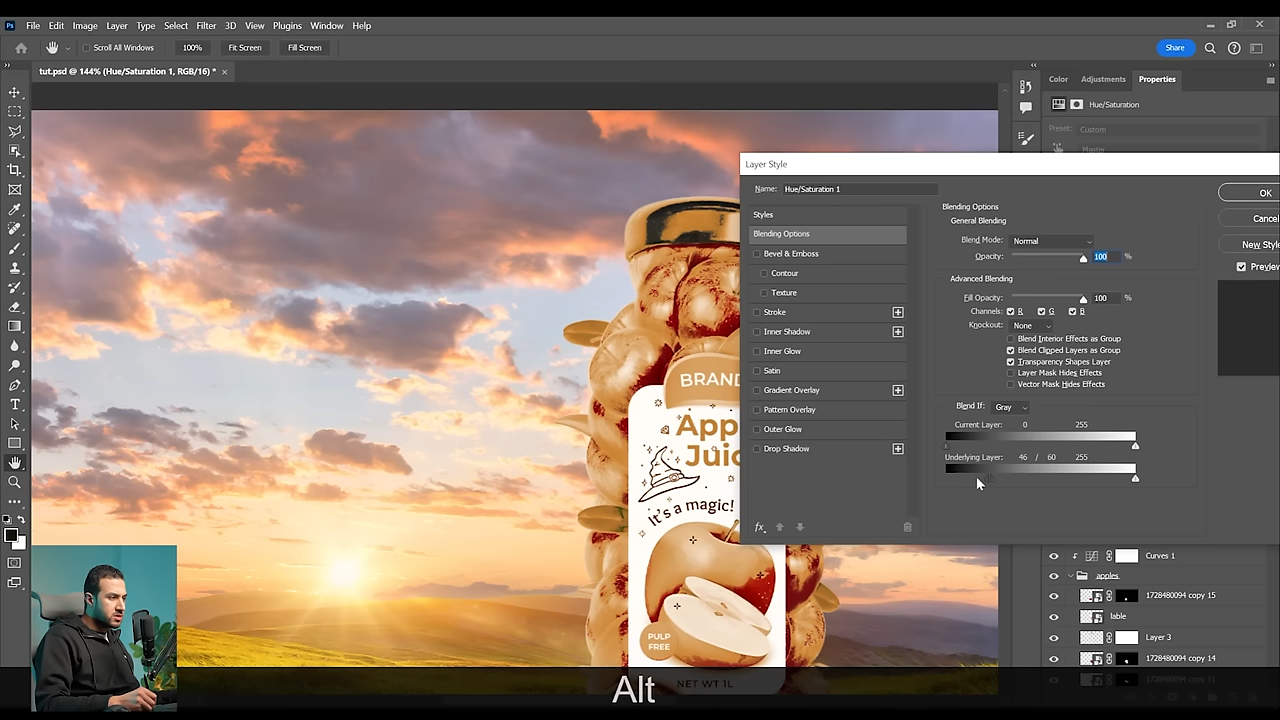 Ps File Edit Image Layer Type Select Filter 3D View Plugins Window Help
Scroll All Windows 100% Fit Screen Fill Screen Share
tut.psd @ 144% (Hue/Saturation 1, RGB/16) *
Color Adjustments Properties
Hue/Saturation
Preset: Custom
Master
Layer Style
Name: Hue/Saturation 1
Styles
Blending Options
Bevel & Emboss
Contour
Texture
Stroke
Inner Shadow
Inner Glow
Satin
Gradient Overlay
Pattern Overlay
Outer Glow
Drop Shadow
fx
Blending Options
General Blending
Blend Mode: Normal
Opacity: 100 %
Advanced Blending
Fill Opacity: 100 %
Channels: R G B
Knockout: None
Blend Interior Effects as Group
Blend Clipped Layers as Group
Transparency Shapes Layer
Layer Mask Hides Effects
Vector Mask Hides Effects
Blend If: Gray
Current Layer: 0 255
Underlying Layer: 46 / 60 255
OK
Cance
New Style
Preview
BRAND
App
Juic
It's a magic!
PULP
FREE
NET WT 1L
Curves 1
apples
1728480094 copy 15
lable
Layer 3
1728480094 copy 14
1728480094 copy 11
Alt